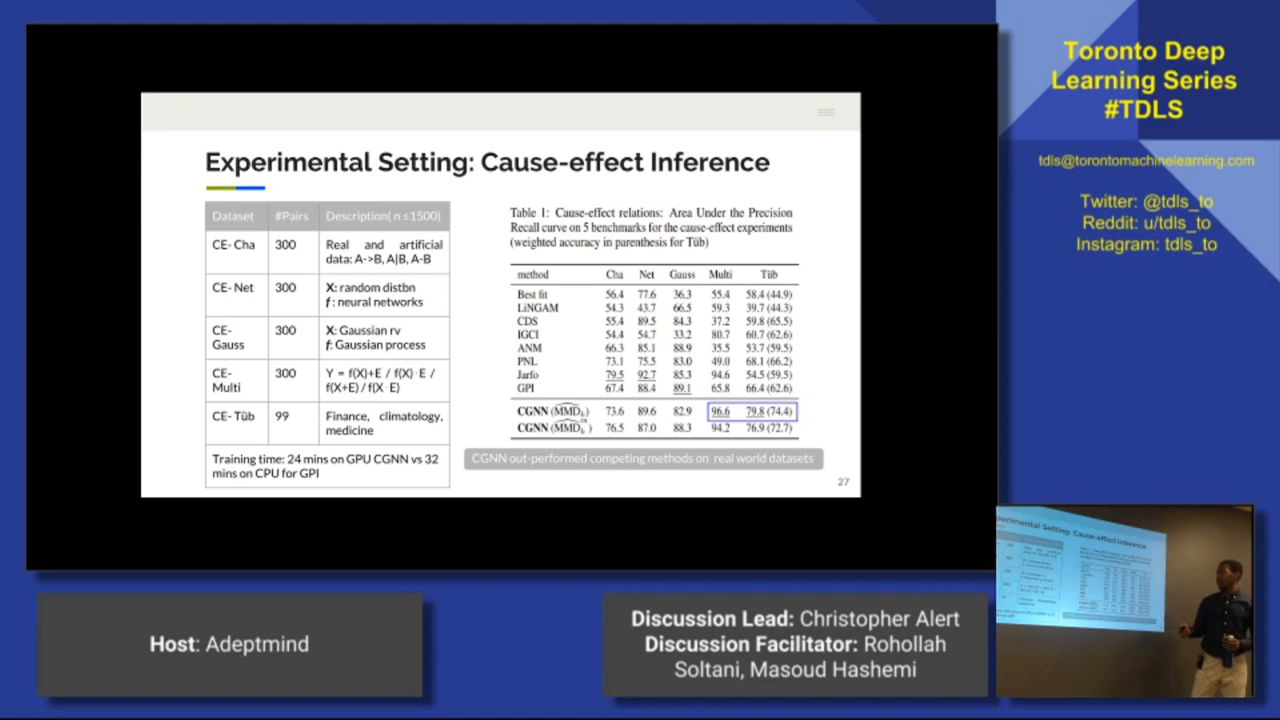 Experimental Setting: Cause-effect Inference
Dataset #Pairs Description( n ≤1500)
CE- Cha 300 Real and artificial
data: A->B, A|B, A-B
CE- Net 300 X: random distbn
f : neural networks
CE-
Gauss 300 X: Gaussian rv
f: Gaussian process
CE-
Multi 300 Y = f(X)+E / f(X)·E /
f(X+E) / f(X·E)
CE- Tüb 99 Finance, climatology,
medicine
Training time: 24 mins on GPU CGNN vs 32
mins on CPU for GPI
Table 1: Cause-effect relations: Area Under the Precision
Recall curve on 5 benchmarks for the cause-effect experiments
(weighted accuracy in parenthesis for Tüb)
method Cha Net Gauss Multi Tüb
Best fit 56.4 77.6 36.3 55.4 58.4 (44.9)
LiNGAM 54.3 43.7 66.5 59.3 39.7 (44.3)
CDS 55.4 89.5 84.3 37.2 59.8 (65.5)
IGCI 54.4 54.7 33.2 80.7 60.7 (62.6)
ANM 66.3 85.1 88.9 35.5 53.7 (59.5)
PNL 73.1 75.5 83.0 49.0 68.1 (66.2)
Jarfo 79.5 92.7 85.3 94.6 54.5 (59.5)
GPI 67.4 88.4 89.1 65.8 66.4 (62.6)
CGNN (MMDₖ) 73.6 89.6 82.9 96.6 79.8 (74.4)
CGNN (MMDₖ) 76.5 87.0 88.3 94.2 76.9 (72.7)
CGNN out-performed competing methods on real world datasets
27
Toronto Deep
Learning Series
#TDLS
tdls@torontomachinelearning.com
Twitter: @tdls_to
Reddit: u/tdls_to
Instagram: tdls_to
Host: Adeptmind
Discussion Lead: Christopher Alert
Discussion Facilitator: Rohollah
Soltani, Masoud Hashemi